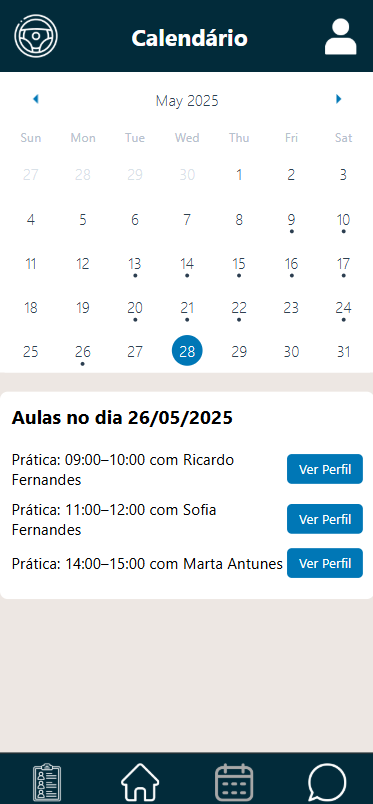 Calendário
May 2025
Sun Mon Tue Wed Thu Fri Sat
27 28 29 30 1 2 3
4 5 6 7 8 9 10
11 12 13 14 15 16 17
18 19 20 21 22 23 24
25 26 27 28 29 30 31
Aulas no dia 26/05/2025
Prática: 09:00–10:00 com Ricardo
Fernandes
Ver Perfil
Prática: 11:00–12:00 com Sofia
Fernandes
Ver Perfil
Prática: 14:00–15:00 com Marta Antunes
Ver Perfil